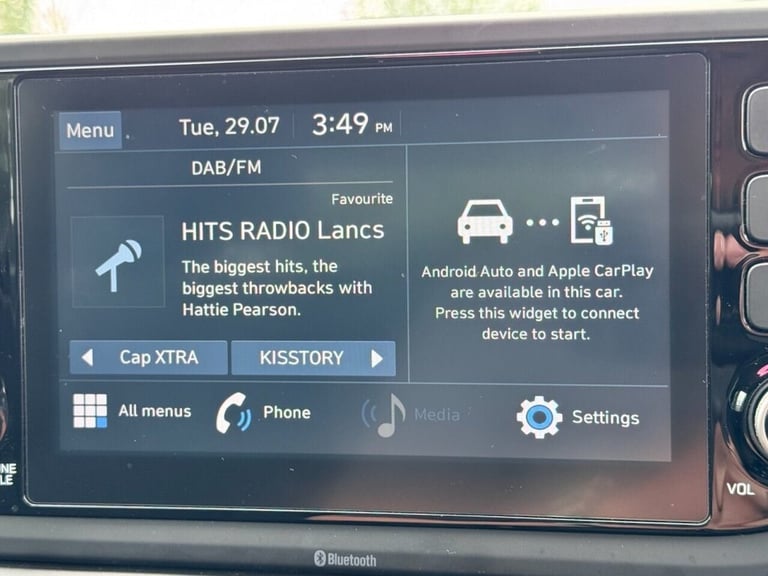 Menu
Tue, 29.07
3:49 PM
DAB/FM
Favourite
HITS RADIO Lancs
The biggest hits, the
biggest throwbacks with
Hattie Pearson.
Cap XTRA
KISSTORY
Android Auto and Apple CarPlay
are available in this car.
Press this widget to connect
device to start.
All menus
Phone
Media
Settings
VOL
Bluetooth